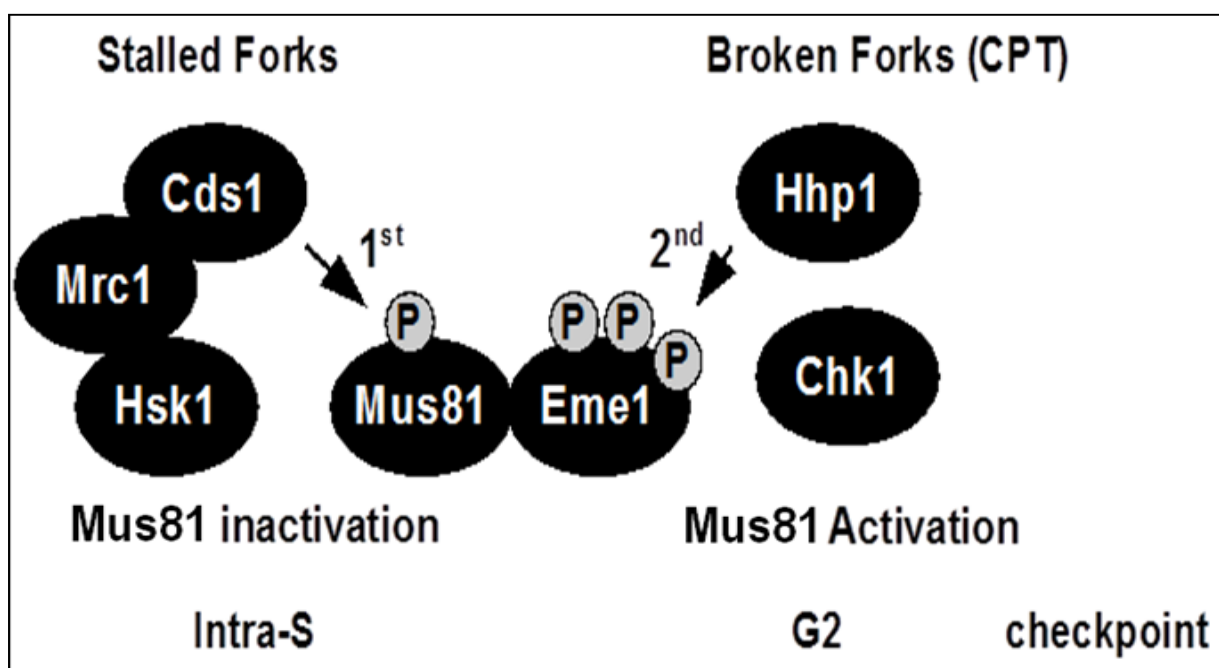 Stalled Forks
Broken Forks (CPT)
Cds1
Hhp1
1st
2nd
Mrc1
P
P P
P
Chk1
Hsk1
Mus81
Eme1
Mus81 inactivation
Mus81 Activation
Intra-S
G2
checkpoint